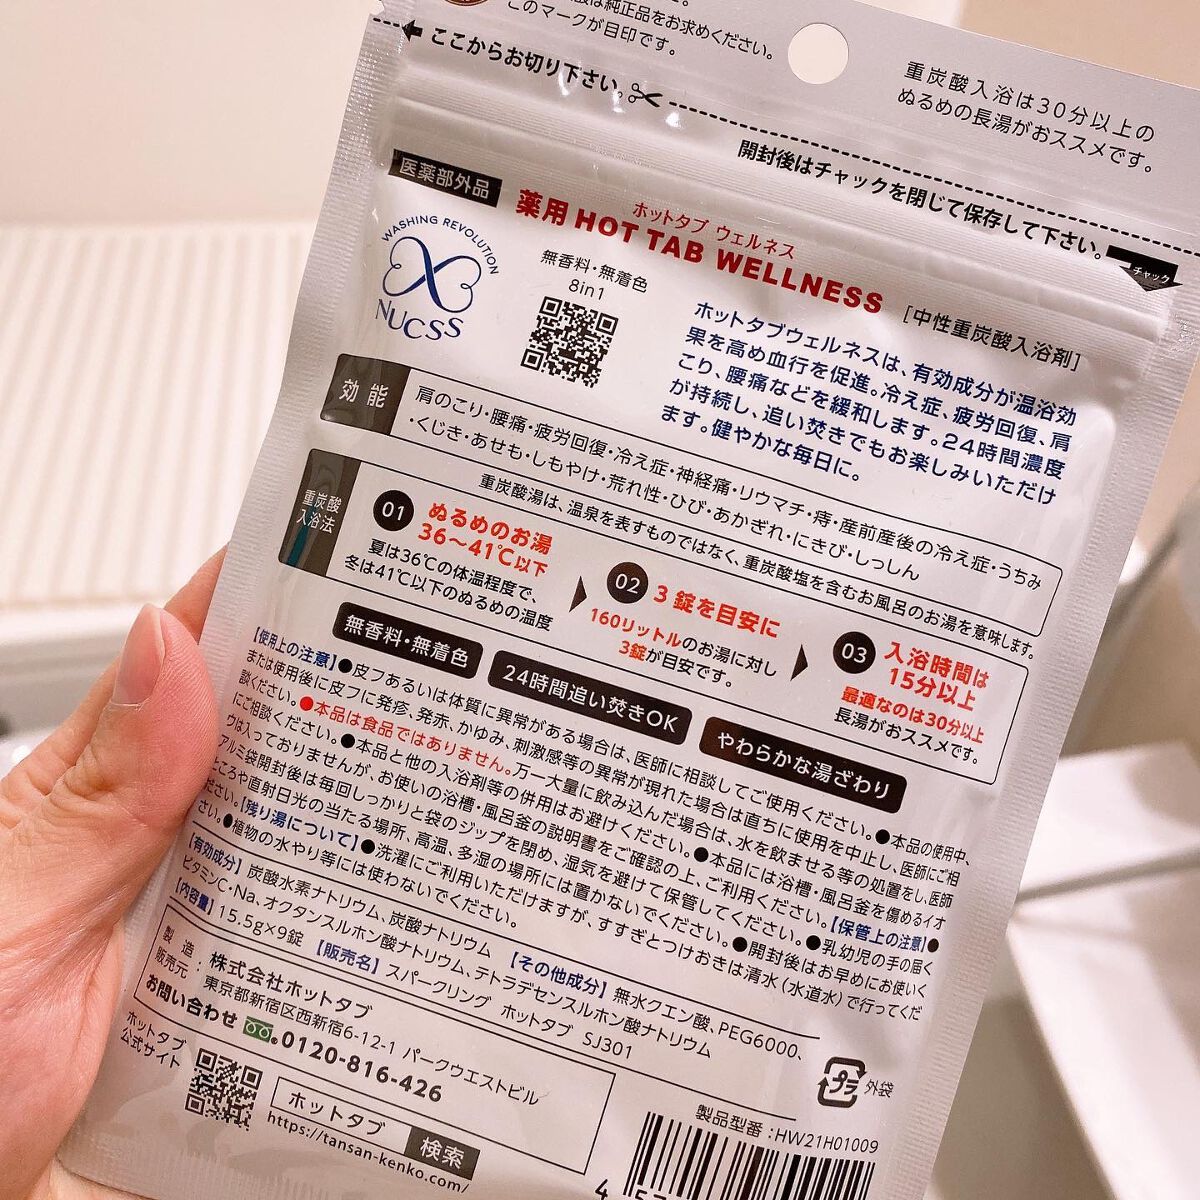 は純正品をお求めください。
このマークが目印です。
ここからお切り下さい。
重炭酸入浴は30分以上の
ぬるめの長湯がおススメです。
開封後はチャックを閉じて保存して下さい。
チャック
医薬部外品
ホットタブ ウェルネス
薬用 HOT TAB WELLNESS
[中性重炭酸入浴剤]
WASHING REVOLUTION
NUCSS
無香料・無着色
8in1
ホットタブウェルネスは、有効成分が温浴効
果を高め血行を促進。冷え症、疲労回復、肩
こり、腰痛などを緩和します。24時間濃度
が持続し、追い焚きでもお楽しみいただけ
ます。健やかな毎日に。
効能
肩のこり・腰痛・疲労回復・冷え症・神経痛・リウマチ・痔・産前産後の冷え症・うちみ
・くじき・あせも・しもやけ・荒れ性・ひび・あかぎれ・にきび・しっしん
重炭酸
入浴法
重炭酸湯は、温泉を表すものではなく、重炭酸塩を含むお風呂のお湯を意味します。
01 ぬるめのお湯
36～41℃以下
夏は36℃の体温程度で、
冬は41℃以下のぬるめの温度
02 3錠を目安に
160リットルのお湯に対し
3錠が目安です。
03 入浴時間は
15分以上
最適なのは30分以上
長湯がおススメです。
無香料・無着色
24時間追い焚きOK
やわらかな湯ざわり
【使用上の注意】●皮フあるいは体質に異常がある場合は、医師に相談してご使用ください。●本品の使用中、
または使用後に皮フに発疹、発赤、かゆみ、刺激感等の異常が現れた場合は直ちに使用を中止し、医師にご相
談ください。●本品は食品ではありません。万一大量に飲み込んだ場合は、水を飲ませる等の処置をし、医師
にご相談ください。●本品と他の入浴剤等の併用はお避けください。●本品には浴槽・風呂釜を傷めるイオ
ウは入っておりませんが、お使いの浴槽・風呂釜の説明書をご確認の上、ご利用ください。【保管上の注意】●
アルミ袋開封後は毎回しっかりと袋のジップを閉め、湿気を避けて保管してください。●乳幼児の手の届く
ところや直射日光の当たる場所、高温、多湿の場所には置かないでください。●開封後はお早めにお使いく
ださい。【残り湯について】●洗濯にご利用いただけますが、すすぎとつけおきは清水(水道水)で行ってくだ
さい。●植物の水やり等には使わないでください。
【有効成分】炭酸水素ナトリウム、炭酸ナトリウム 【その他成分】無水クエン酸、PEG6000、
ビタミンC・Na、オクタンスルホン酸ナトリウム、テトラデセンスルホン酸ナトリウム
【内容量】15.5g×9錠 【販売名】スパークリング ホットタブ SJ301
製造
販売元 : 株式会社ホットタブ
東京都新宿区西新宿6-12-1 パークウエストビル
お問い合わせ 0120-816-426
ホットタブ
公式サイト
ホットタブ 検索
https://tansan-kenko.com/
プラ 外袋
製品型番:HW21H01009
4 57